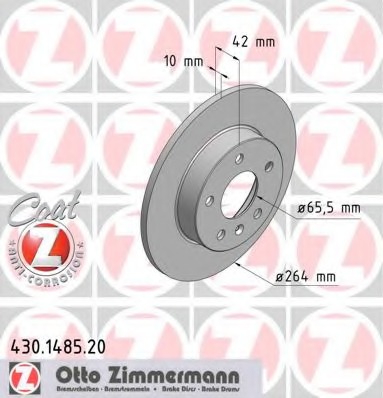 42 mm
10 mm
ø65,5 mm
ø264 mm
Coat
Z
ANTI-CORROSION
430.1485.20
Otto Zimmermann
Bremsscheiben - Bremstrommeln • Brake Discs - Brake Drums